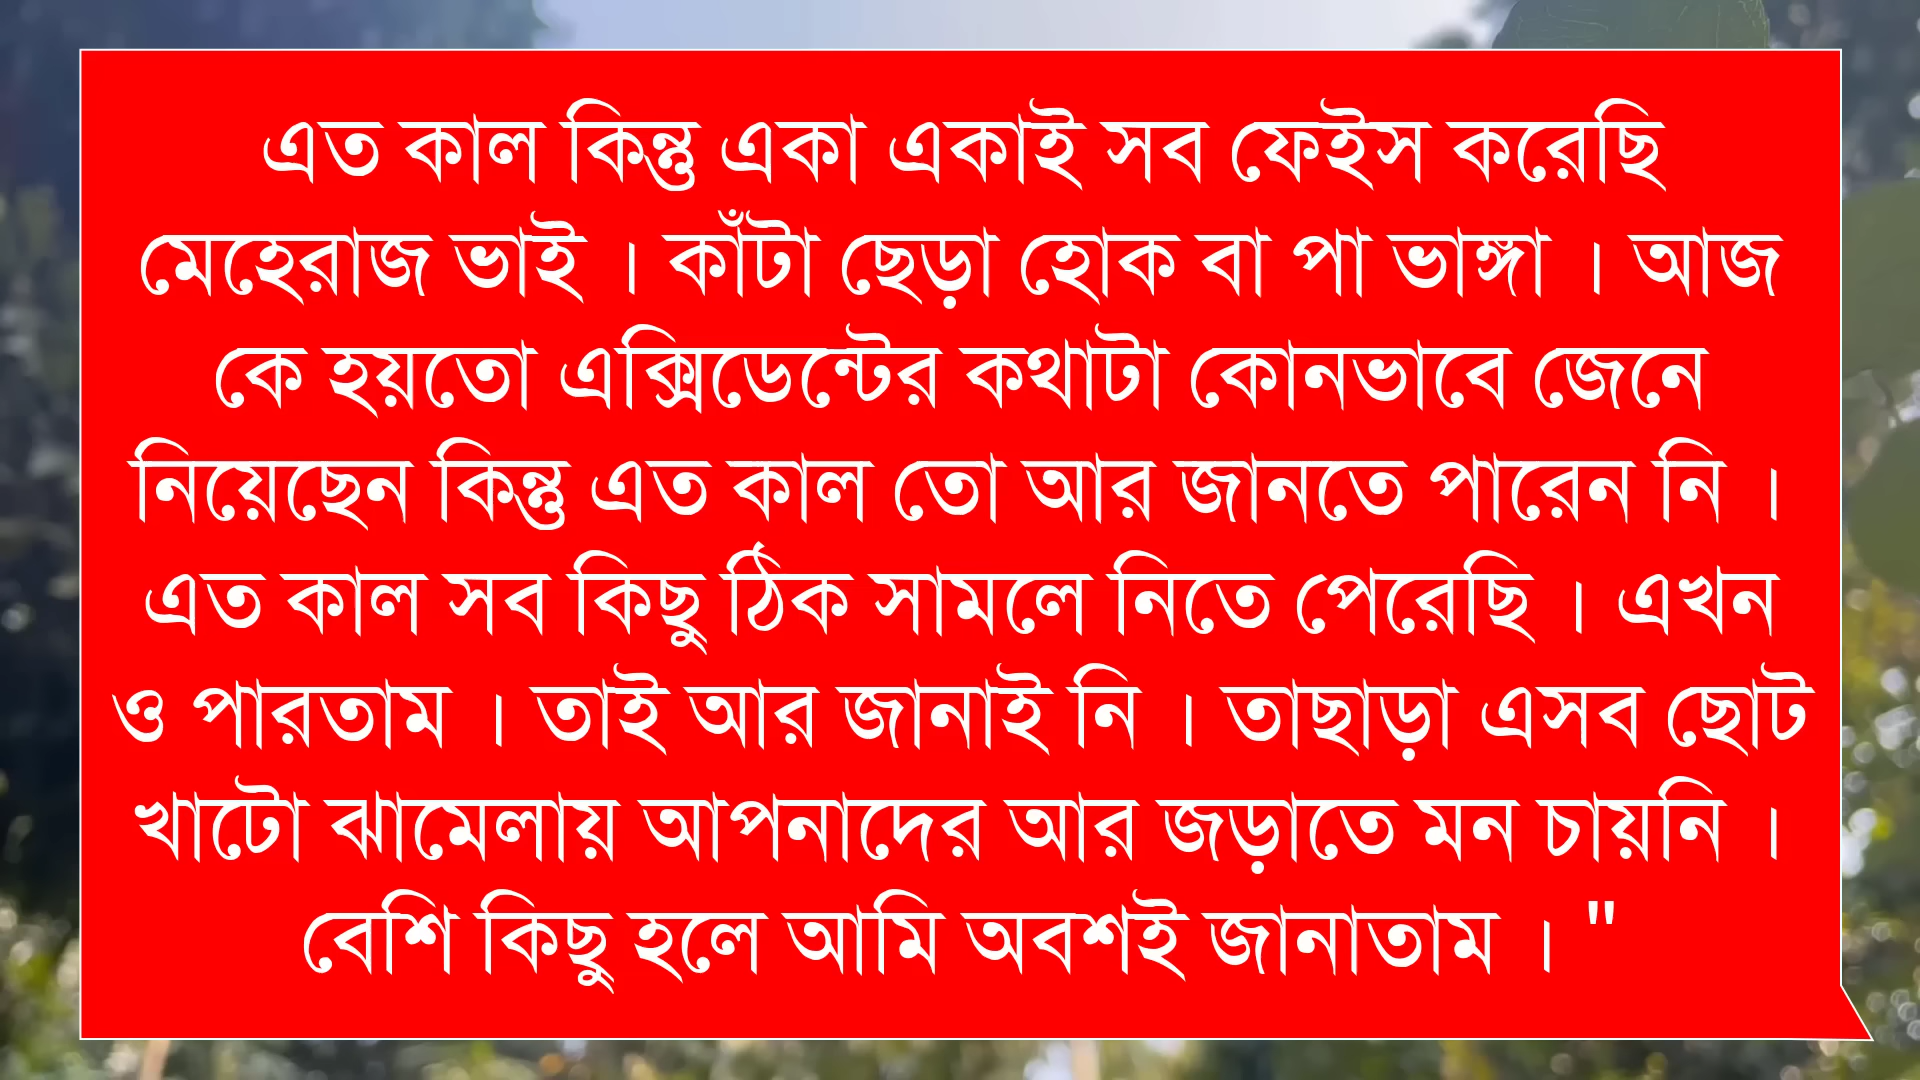 এত কাল কিন্তু একা একাই সব ফেইস করেছি
মেহেরাজ ভাই । কাঁটা ছেড়া হোক বা পা ভাঙ্গা । আজ
কে হয়তো এক্সিডেন্টের কথাটা কোনভাবে জেনে
নিয়েছেন কিন্তু এত কাল তো আর জানতে পারেন নি ।
এত কাল সব কিছু ঠিক সামলে নিতে পেরেছি । এখন
ও পারতাম । তাই আর জানাই নি । তাছাড়া এসব ছোট
খাটো ঝামেলায় আপনাদের আর জড়াতে মন চায়নি ।
বেশি কিছু হলে আমি অবশই জানাতাম । "